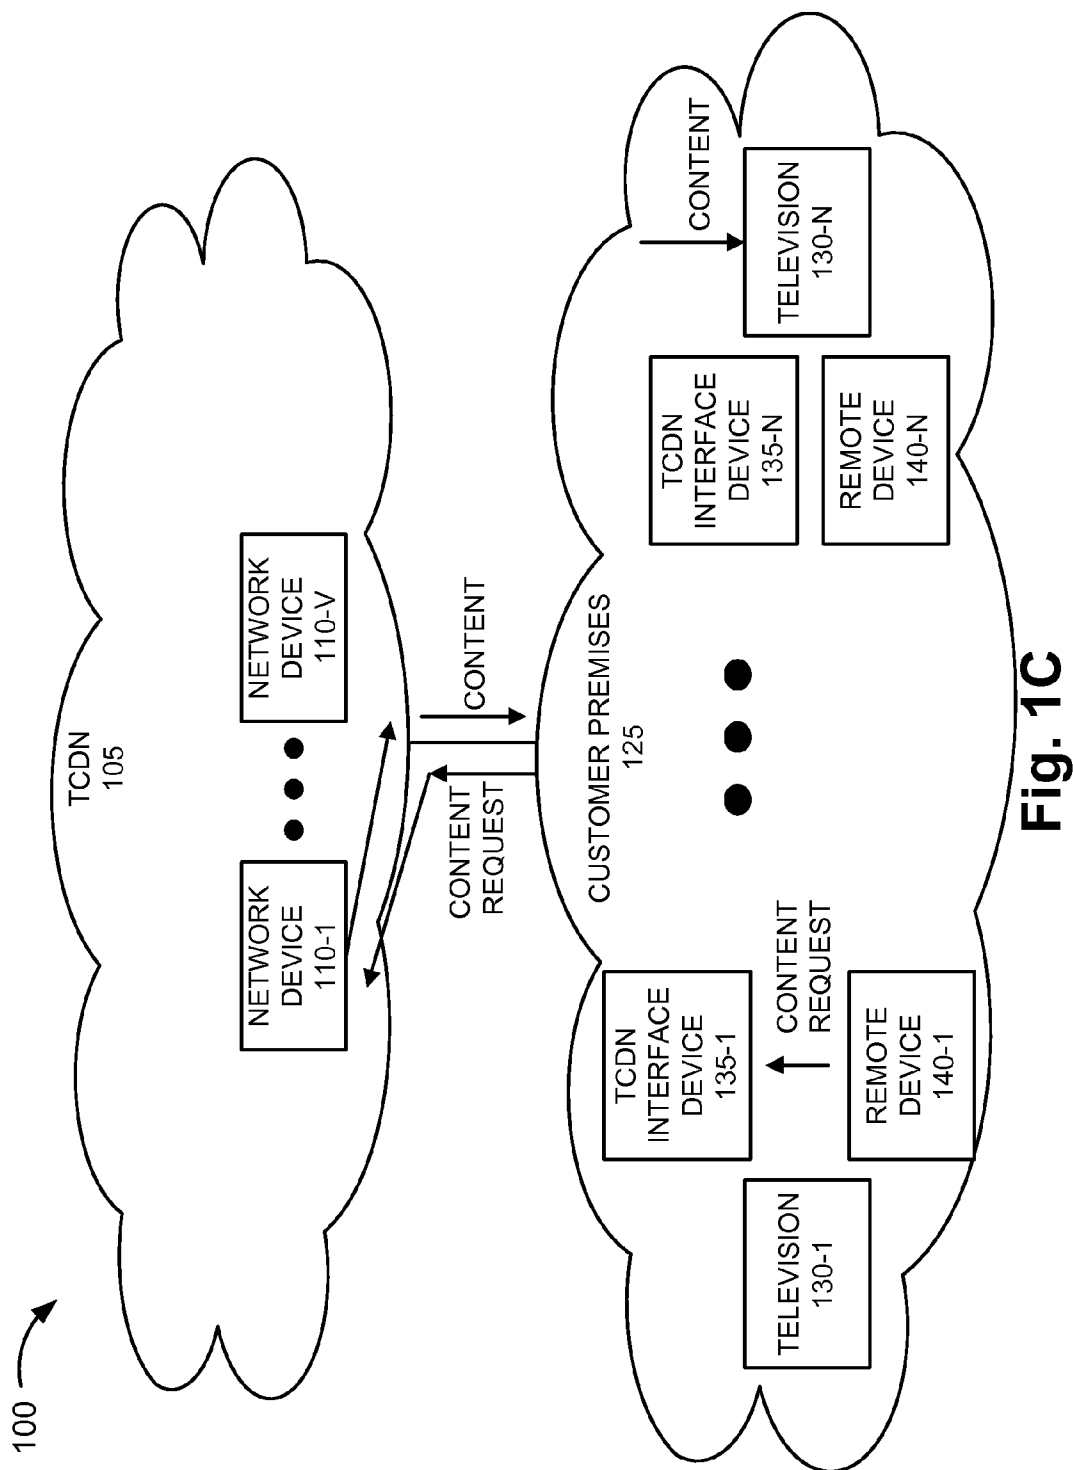 100
TCDN
105
NETWORK
DEVICE
110-1
NETWORK
DEVICE
110-V
CONTENT
REQUEST
CONTENT
CUSTOMER PREMISES
125
TELEVISION
130-1
TCDN
INTERFACE
DEVICE
135-1
CONTENT
REQUEST
REMOTE
DEVICE
140-1
TCDN
INTERFACE
DEVICE
135-N
REMOTE
DEVICE
140-N
CONTENT
TELEVISION
130-N
Fig. 1C